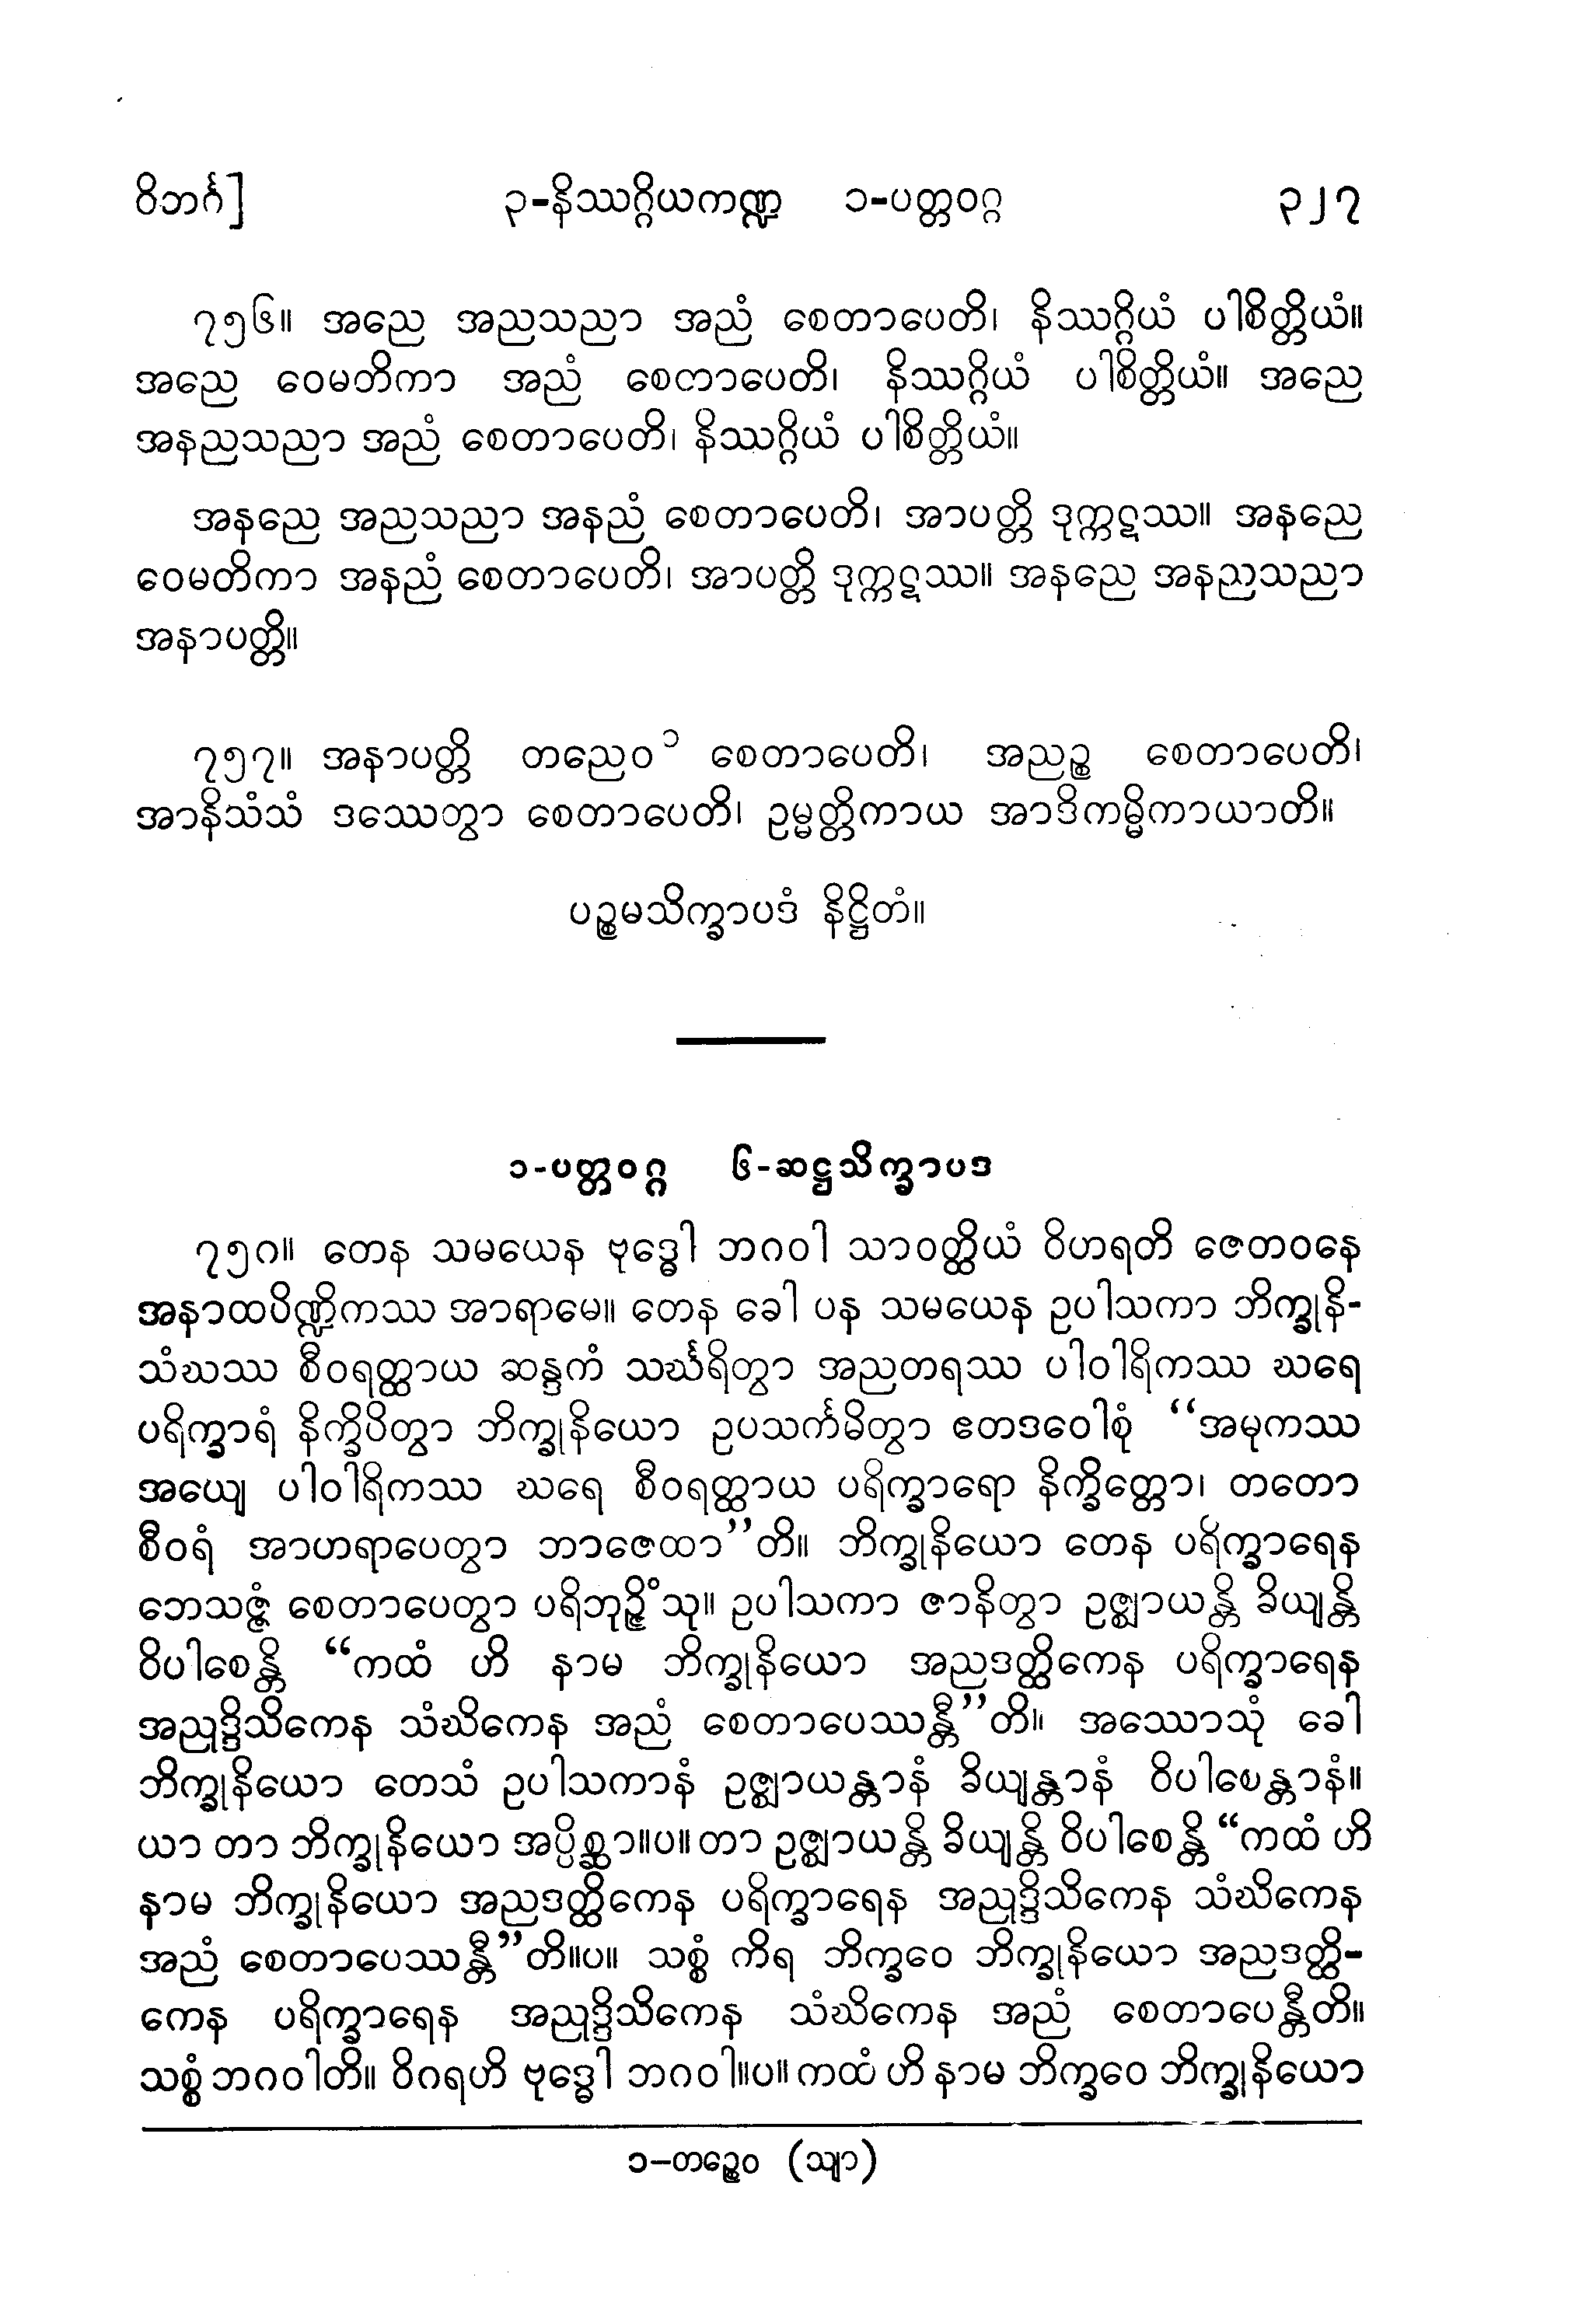 ဝိဘင်္ဂ] ၃-နိဿဂ္ဂိယကဏ္ဍ ၁-ပတ္တဝဂ္ဂ ၃၂၇
၇၅၆။ အညေ အညသညာ အညံ စေတာပေတိ၊ နိဿဂ္ဂိယံ ပါစိတ္တိယံ။
အညေ ဝေမတိကာ အညံ စေတာပေတိ၊ နိဿဂ္ဂိယံ ပါစိတ္တိယံ။ အညေ
အနညသညာ အညံ စေတာပေတိ၊ နိဿဂ္ဂိယံ ပါစိတ္တိယံ။
အနညေ အညသညာ အနညံ စေတာပေတိ၊ အာပတ္တိ ဒုက္ကဋဿ။ အနညေ
ဝေမတိကာ အနညံ စေတာပေတိ၊ အာပတ္တိ ဒုက္ကဋဿ။ အနညေ အနညသညာ
အနာပတ္တိ။
၇၅၇။ အနာပတ္တိ တညေဝ ၁ စေတာပေတိ၊ အညဉ္စ စေတာပေတိ၊
အာနိသံသံ ဒဿေတွာ စေတာပေတိ၊ ဥမ္မတ္တိကာယ အာဒိကမ္မိကာယာတိ။
ပဉ္စမသိက္ခာပဒံ နိဋ္ဌိတံ။
၁-ပတ္တဝဂ္ဂ ၆-ဆဋ္ဌသိက္ခာပဒ
၇၅၈။ တေန သမယေန ဗုဒ္ဓေါ ဘဂဝါ သာဝတ္ထိယံ ဝိဟရတိ ဇေတဝနေ
အနာထပိဏ္ဍိကဿ အာရာမေ။ တေန ခေါ ပန သမယေန ဥပါသကာ ဘိက္ခုနိ-
သံဃဿ စီဝရတ္ထာယ ဆန္ဒကံ သင်္ဃရိတွာ အညတရဿ ပါဝါရိကဿ ဃရေ
ပရိက္ခာရံ နိက္ခိပိတွာ ဘိက္ခုနိယော ဥပသင်္ကမိတွာ ဧတဒဝေါစုံ “အမုကဿ
အယျေ ပါဝါရိကဿ ဃရေ စီဝရတ္ထာယ ပရိက္ခာရော နိက္ခိတ္တော၊ တတော
စီဝရံ အာဟရာပေတွာ ဘာဇေထာ”တိ။ ဘိက္ခုနိယော တေန ပရိက္ခာရေန
ဘေသဇ္ဇံ စေတာပေတွာ ပရိဘုဉ္ဇိံသု။ ဥပါသကာ ဇာနိတွာ ဥဇ္ဈာယန္တိ ခိယျန္တိ
ဝိပါစေန္တိ “ကထံ ဟိ နာမ ဘိက္ခုနိယော အညဒတ္ထိကေန ပရိက္ခာရေန
အညုဒ္ဒိသိကေန သံဃိကေန အညံ စေတာပေဿန္တီ”တိ။ အဿောသုံ ခေါ
ဘိက္ခုနိယော တေသံ ဥပါသကာနံ ဥဇ္ဈာယန္တာနံ ခိယျန္တာနံ ဝိပါစေန္တာနံ။
ယာ တာ ဘိက္ခုနိယော အပ္ပိစ္ဆာ။ပ။ တာ ဥဇ္ဈာယန္တိ ခိယျန္တိ ဝိပါစေန္တိ “ကထံ ဟိ
နာမ ဘိက္ခုနိယော အညဒတ္ထိကေန ပရိက္ခာရေန အညုဒ္ဒိသိကေန သံဃိကေန
အညံ စေတာပေဿန္တီ”တိ။ပ။ သစ္စံ ကိရ ဘိက္ခဝေ ဘိက္ခုနိယော အညဒတ္ထိ-
ကေန ပရိက္ခာရေန အညုဒ္ဒိသိကေန သံဃိကေန အညံ စေတာပေန္တီတိ။
သစ္စံ ဘဂဝါတိ။ ဝိဂရဟိ ဗုဒ္ဓေါ ဘဂဝါ။ပ။ ကထံ ဟိ နာမ ဘိက္ခဝေ ဘိက္ခုနိယော
၁-တဉ္စေဝ (သျာ)